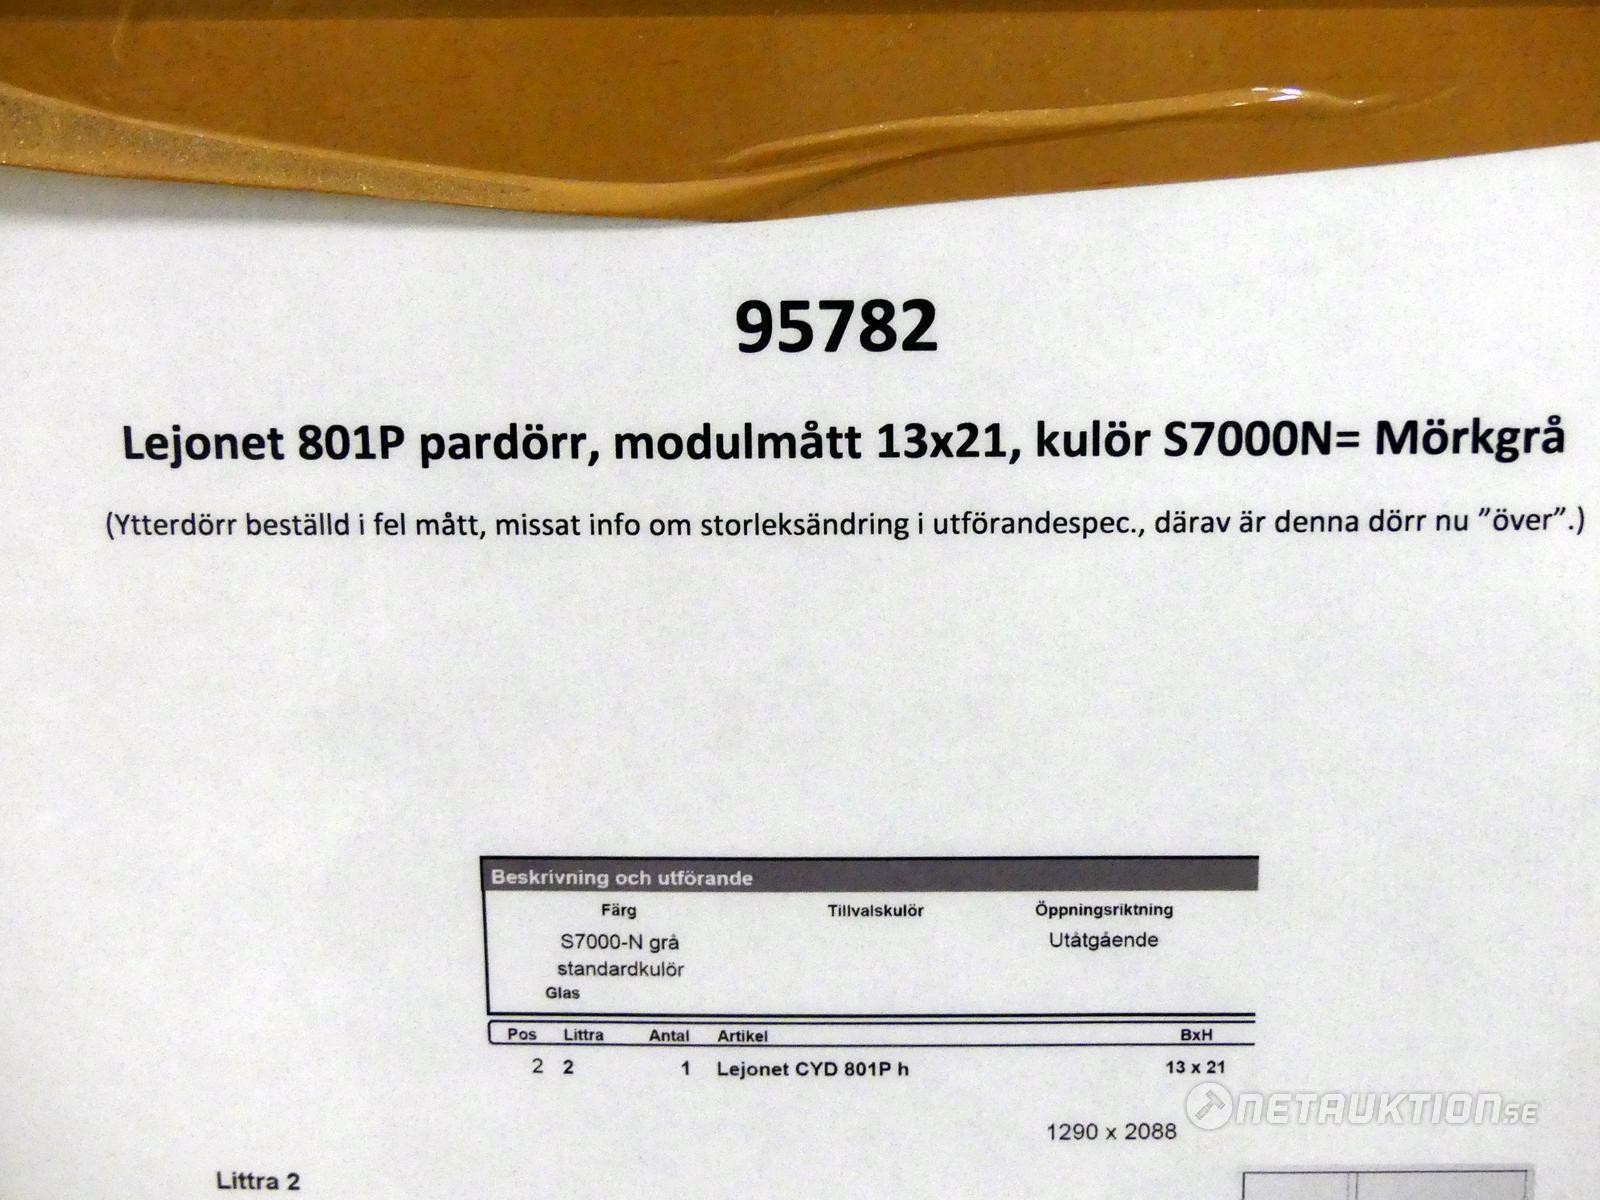 95782
Lejonet 801P pardörr, modulmått 13x21, kulör S7000N= Mörkgrå
(Ytterdörr beställd i fel mått, missat info om storleksändring i utförandespec., därav är denna dörr nu ”över”.)
Beskrivning och utförande
Färg Tillvalskulör Öppningsriktning
S7000-N grå Utåtgående
standardkulör
Glas
Pos Littra Antal Artikel BxH
2 2 1 Lejonet CYD 801P h 13 x 21
NETAUKTION.SE
1290 x 2088
Littra 2